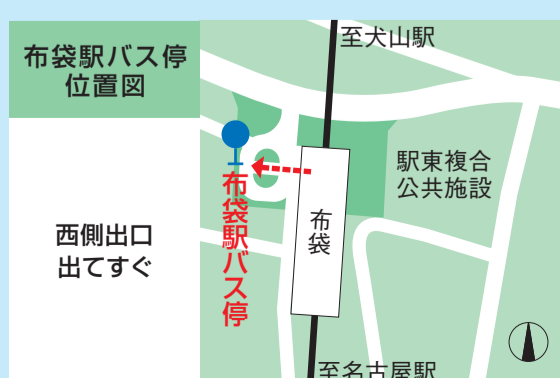 布袋駅バス停
位置図
西側出口
出てすぐ
至犬山駅
駅東複合
公共施設
布袋
布袋駅バス停
至名古屋駅